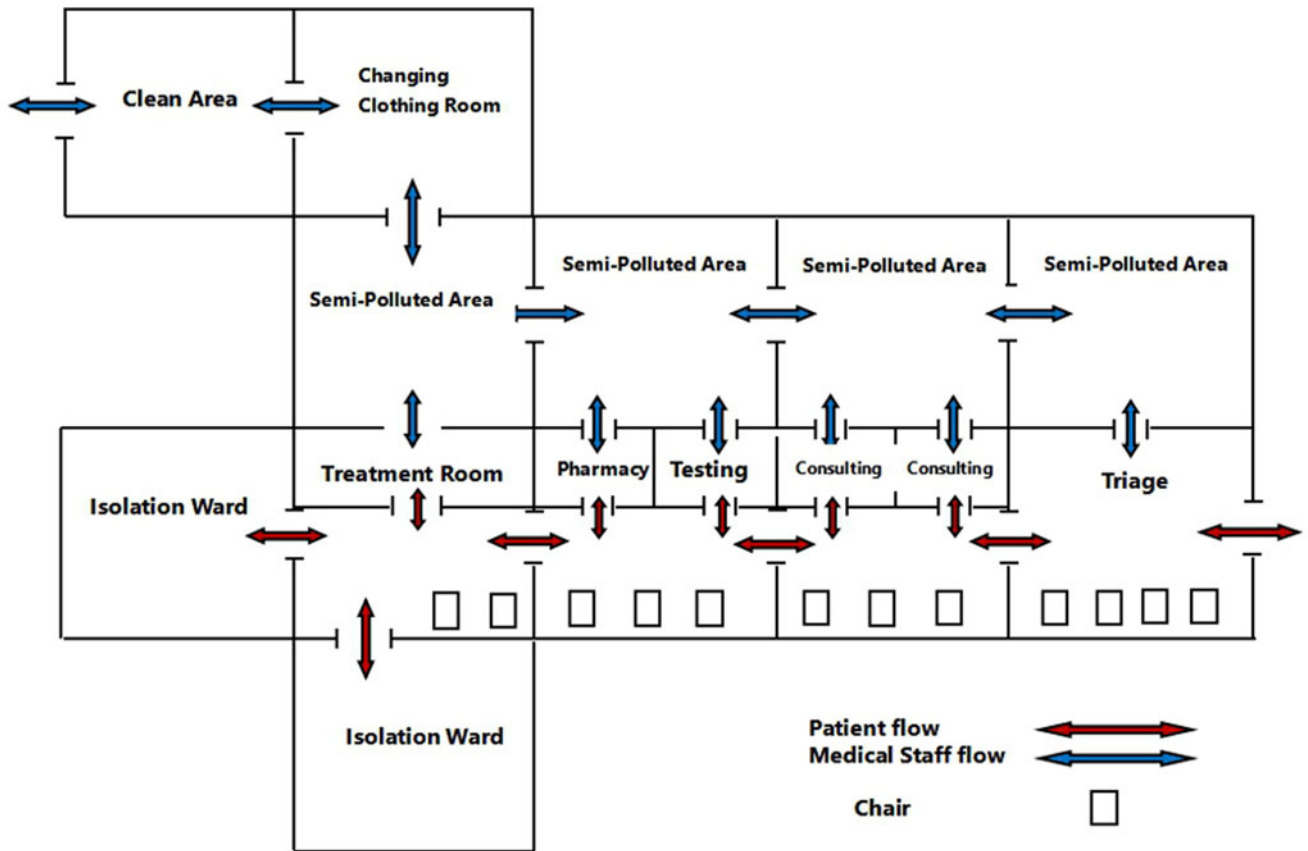 Clean Area
Changing
Clothing Room
Semi-Polluted Area
Semi-Polluted Area
Semi-Polluted Area
Semi-Polluted Area
Isolation Ward
Treatment Room
Pharmacy
Testing
Consulting
Consulting
Triage
Isolation Ward
Patient flow
Medical Staff flow
Chair